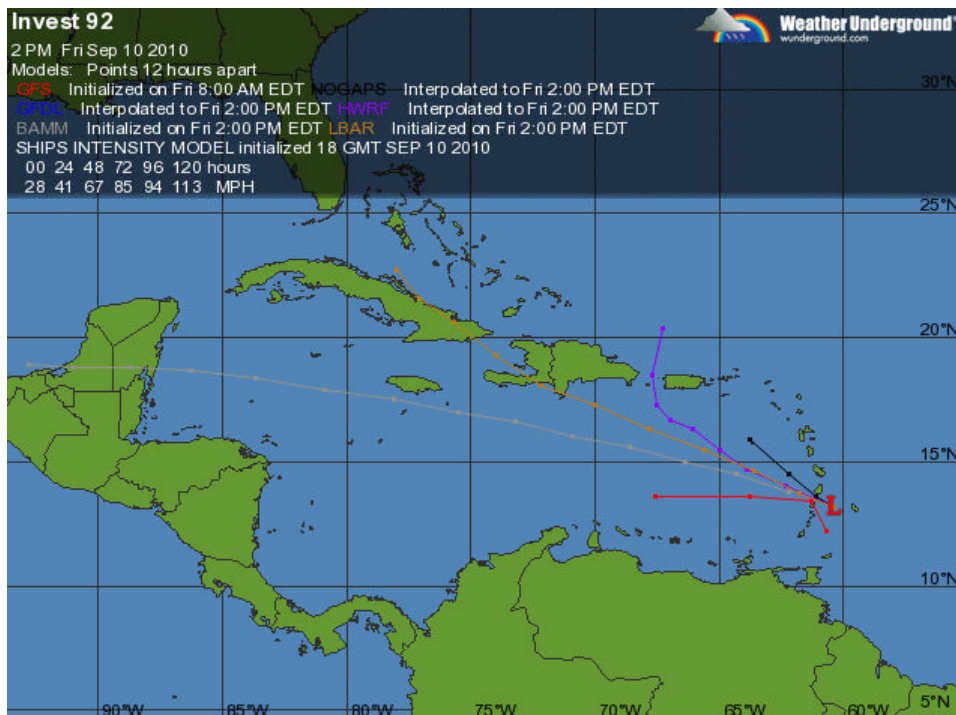 Invest 92
Weather Underground®
wunderground.com
2 PM Fri Sep 10 2010
Models: Points 12 hours apart
GFS Initialized on Fri 8:00 AM EDT NOGAPS Interpolated to Fri 2:00 PM EDT
GFDL Interpolated to Fri 2:00 PM EDT HWRF Interpolated to Fri 2:00 PM EDT
BAMM Initialized on Fri 2:00 PM EDT LBAR Initialized on Fri 2:00 PM EDT
SHIPS INTENSITY MODEL initialized 18 GMT SEP 10 2010
00 24 48 72 96 120 hours
28 41 67 85 94 113 MPH
30°N
25°N
20°N
15°N
L
10°N
5°N
90°W 85°W 80°W 75°W 70°W 65°W 60°W